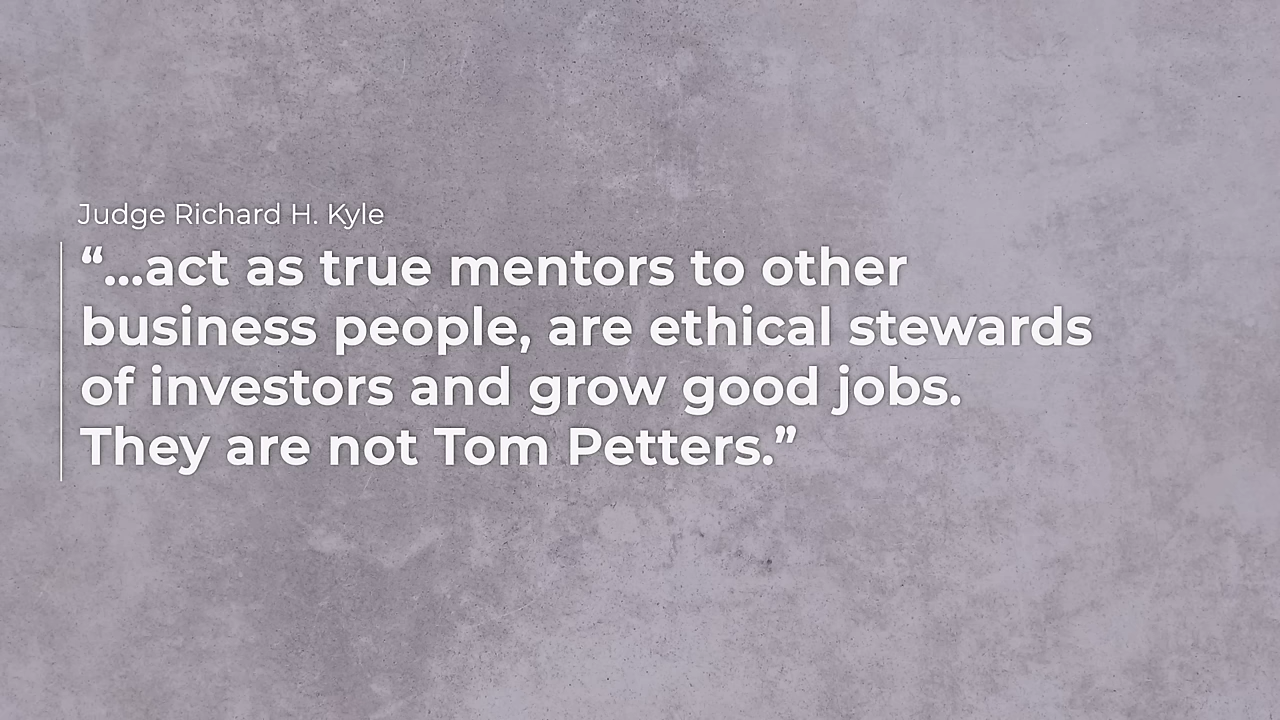 Judge Richard H. Kyle
“...act as true mentors to other
business people, are ethical stewards
of investors and grow good jobs.
They are not Tom Petters.”